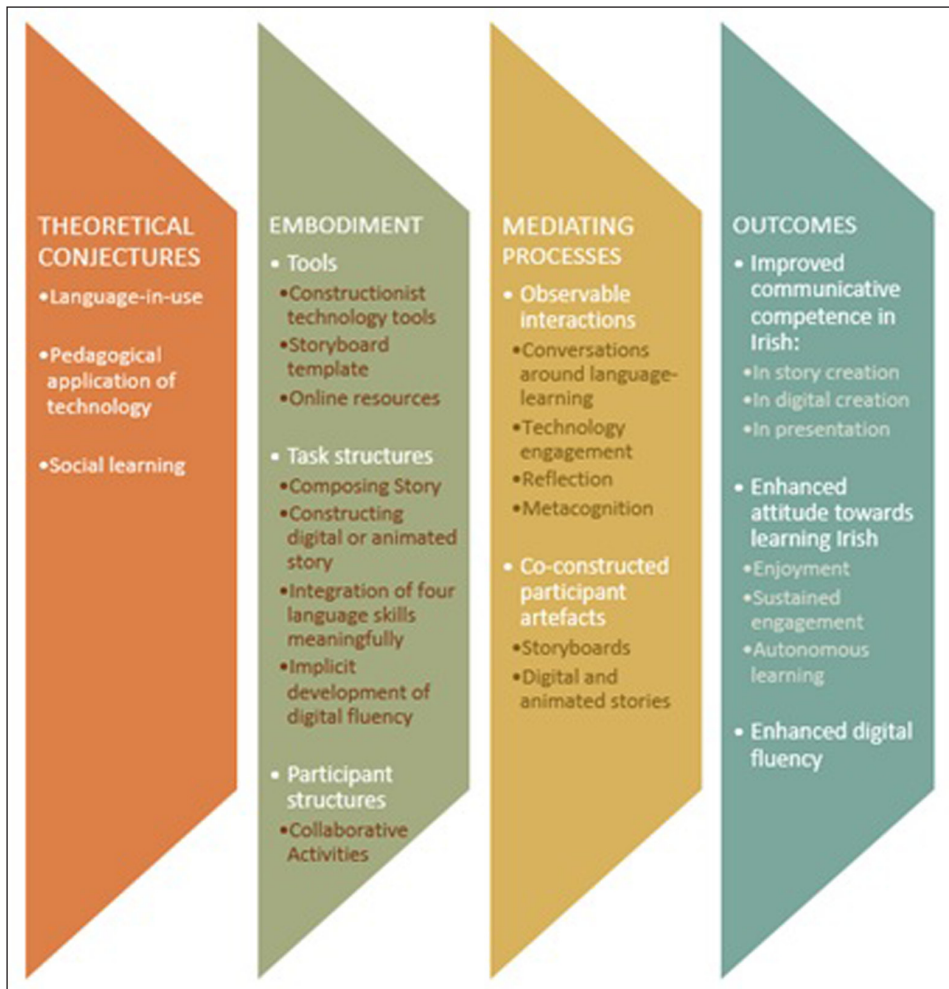 THEORETICAL
CONJECTURES
•Language-in-use
•Pedagogical
application of
technology
•Social learning
EMBODIMENT
• Tools
•Constructionist
technology tools
•Storyboard
template
•Online resources
• Task structures
•Composing Story
•Constructing
digital or animated
story
•Integration of four
language skills
meaningfully
•Implicit
development of
digital fluency
• Participant
structures
•Collaborative
Activities
MEDIATING
PROCESSES
• Observable
interactions
•Conversations
around language-
learning
•Technology
engagement
•Reflection
•Metacognition
• Co-constructed
participant
artefacts
•Storyboards
•Digital and
animated stories
OUTCOMES
• Improved
communicative
competence in
Irish:
•In story creation
•In digital creation
•In presentation
• Enhanced
attitude towards
learning Irish
•Enjoyment
•Sustained
engagement
•Autonomous
learning
• Enhanced digital
fluency